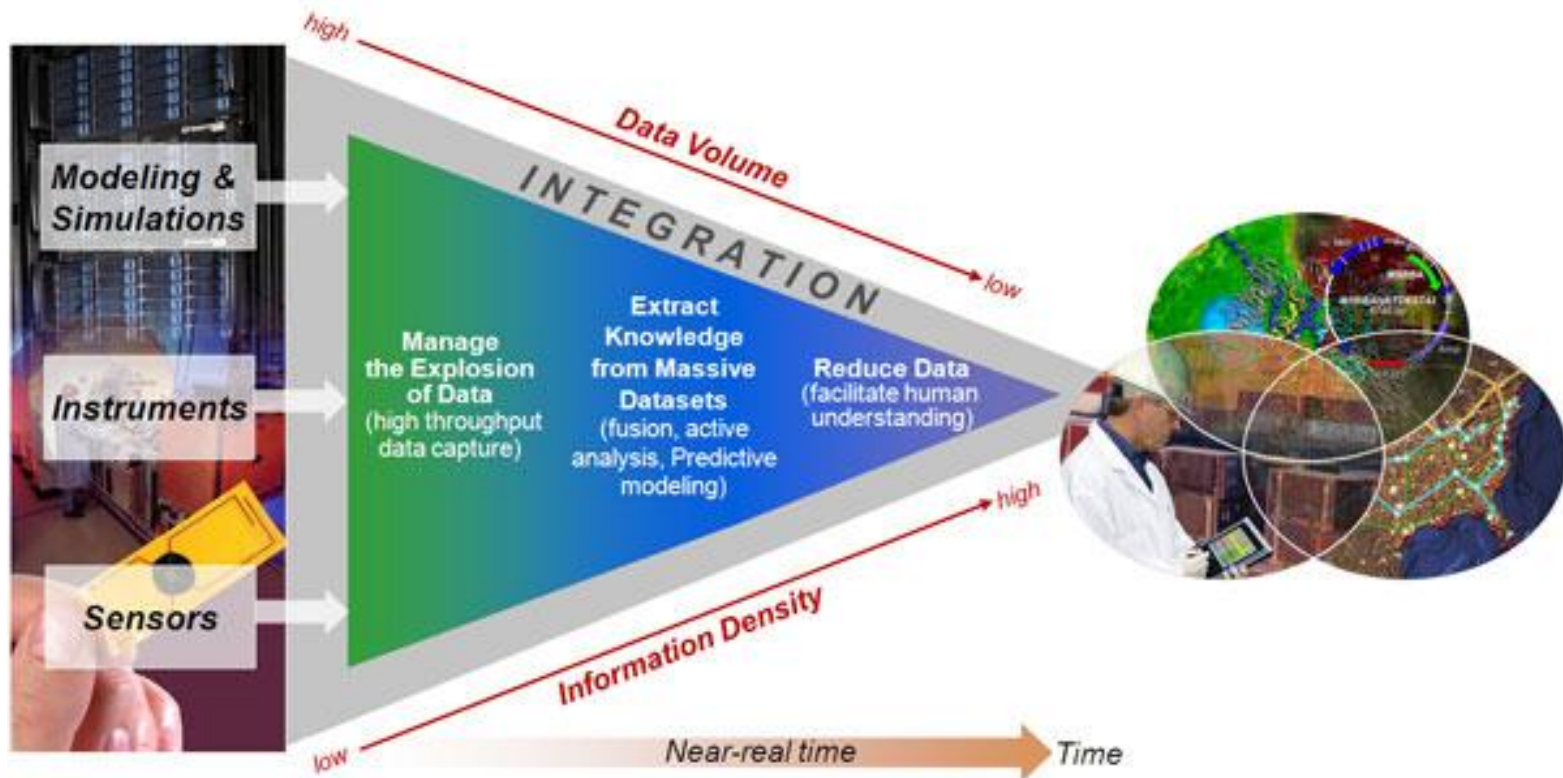 high
Data Volume
low
INTEGRATION
Modeling &
Simulations
Instruments
Sensors
Manage
the Explosion
of Data
(high throughput
data capture)
Extract
Knowledge
from Massive
Datasets
(fusion, active
analysis, Predictive
modeling)
Reduce Data
(facilitate human
understanding)
high
Information Density
low
Near-real time
Time